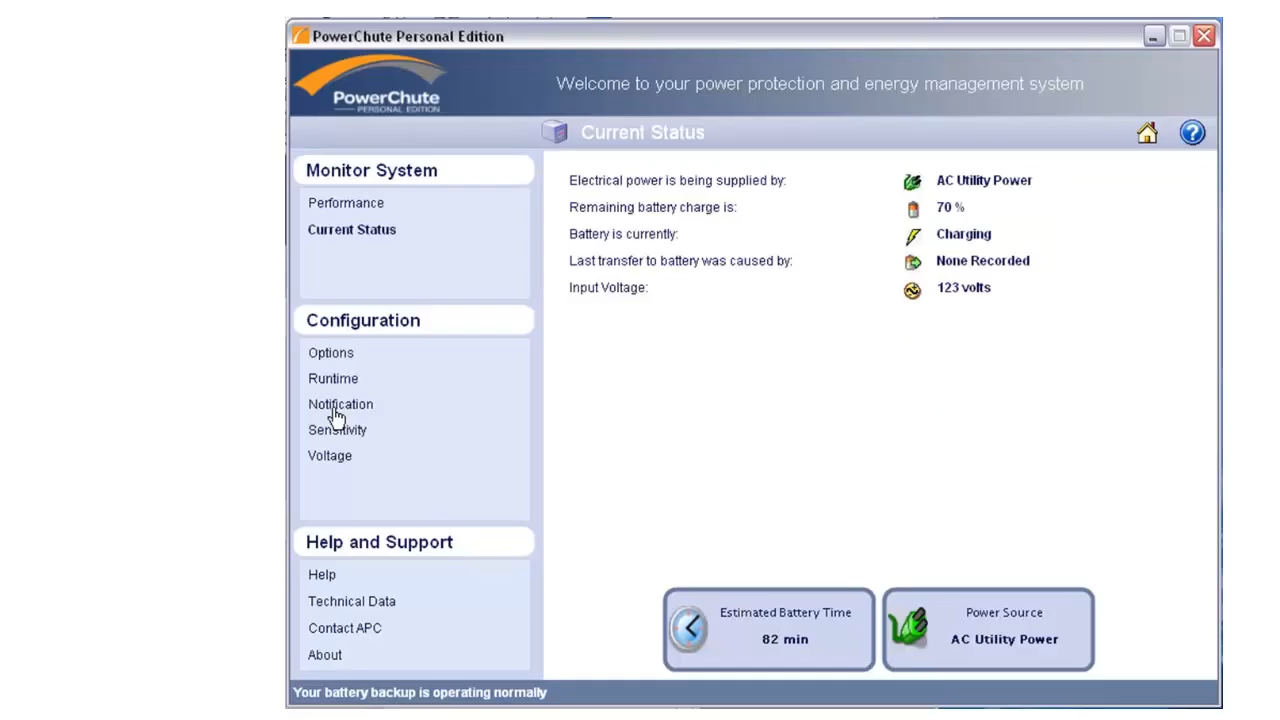 PowerChute Personal Edition
PowerChute
PERSONAL EDITION
Welcome to your power protection and energy management system
Current Status
Monitor System
Performance
Current Status
Configuration
Options
Runtime
Notification
Sensitivity
Voltage
Help and Support
Help
Technical Data
Contact APC
About
Electrical power is being supplied by: AC Utility Power
Remaining battery charge is: 70 %
Battery is currently: Charging
Last transfer to battery was caused by: None Recorded
Input Voltage: 123 volts
Estimated Battery Time
82 min
Power Source
AC Utility Power
Your battery backup is operating normally